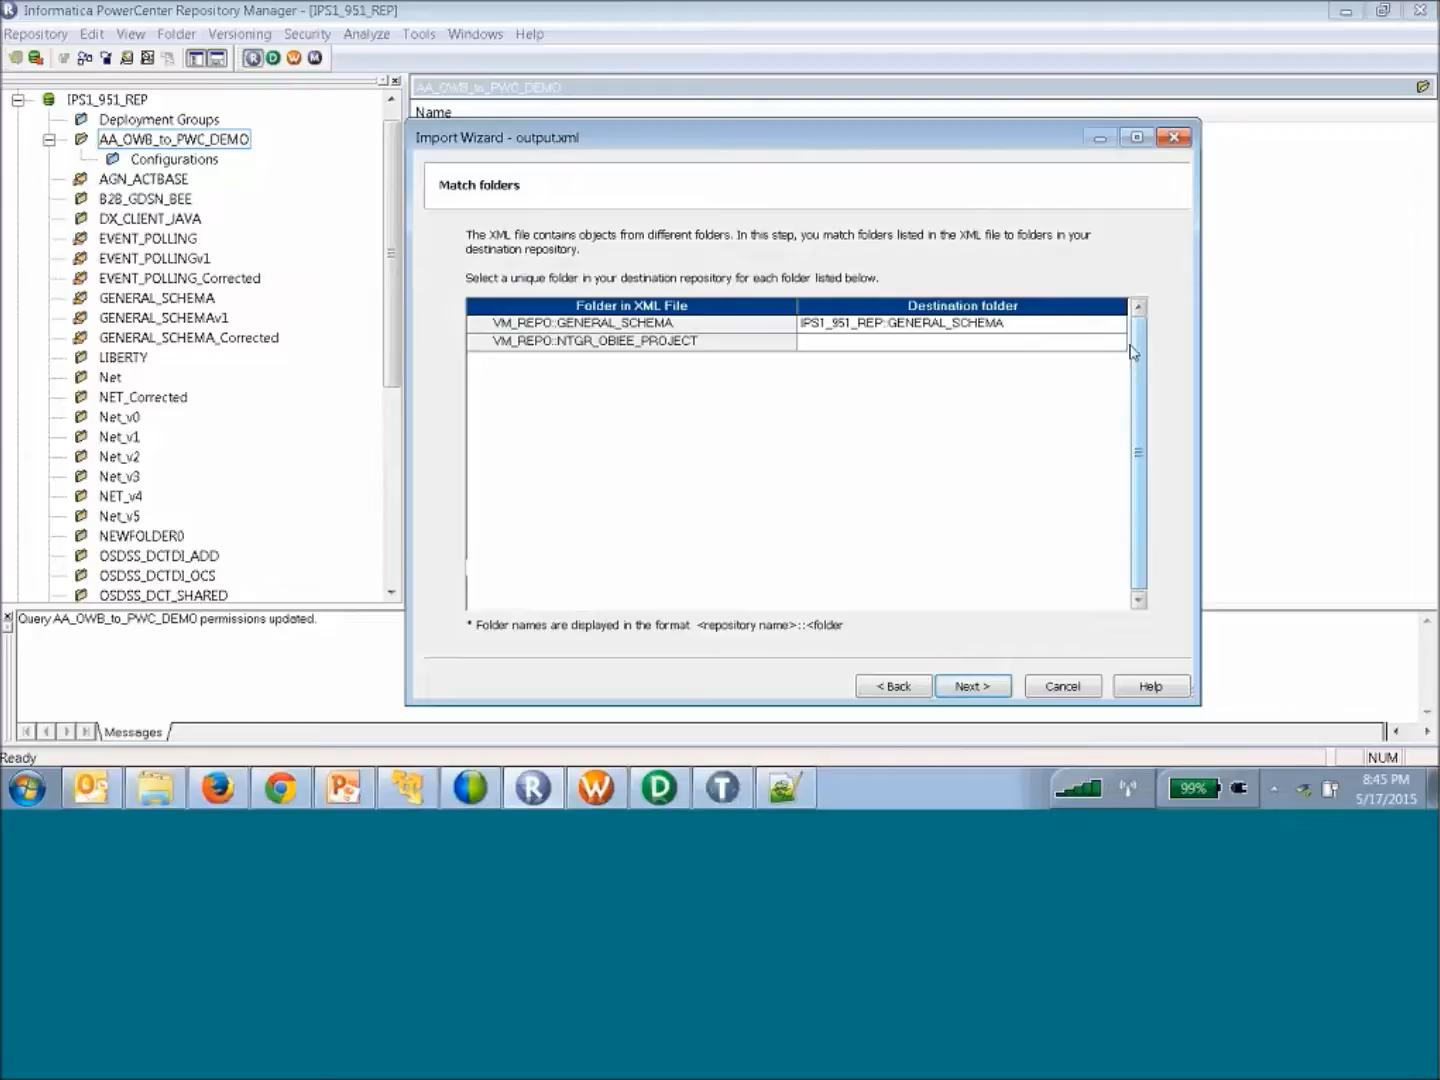 Informatica PowerCenter Repository Manager - [IPS1_951_REP]
Repository Edit View Folder Versioning Security Analyze Tools Windows Help
IPS1_951_REP
Deployment Groups
AA_OWB_to_PWC_DEMO
Configurations
AGN_ACTBASE
B2B_GDSN_BEE
DX_CLIENT_JAVA
EVENT_POLLING
EVENT_POLLINGv1
EVENT_POLLING_Corrected
GENERAL_SCHEMA
GENERAL_SCHEMAv1
GENERAL_SCHEMA_Corrected
LIBERTY
Net
NET_Corrected
Net_v0
Net_v1
Net_v2
Net_v3
NET_v4
Net_v5
NEWFOLDER0
OSDSS_DCTDI_ADD
OSDSS_DCTDI_OCS
OSDSS_DCT_SHARED
AA_OWB_to_PWC_DEMO
Name
Import Wizard - output.xml
Match folders
The XML file contains objects from different folders. In this step, you match folders listed in the XML file to folders in your
destination repository.
Select a unique folder in your destination repository for each folder listed below.
Folder in XML File Destination folder
VM_REPO::GENERAL_SCHEMA IPS1_951_REP::GENERAL_SCHEMA
VM_REPO::NTGR_OBIEE_PROJECT
* Folder names are displayed in the format <repository name>::<folder
< Back Next > Cancel Help
Query AA_OWB_to_PWC_DEMO permissions updated.
Messages
Ready
NUM
99%
8:45 PM
5/17/2015